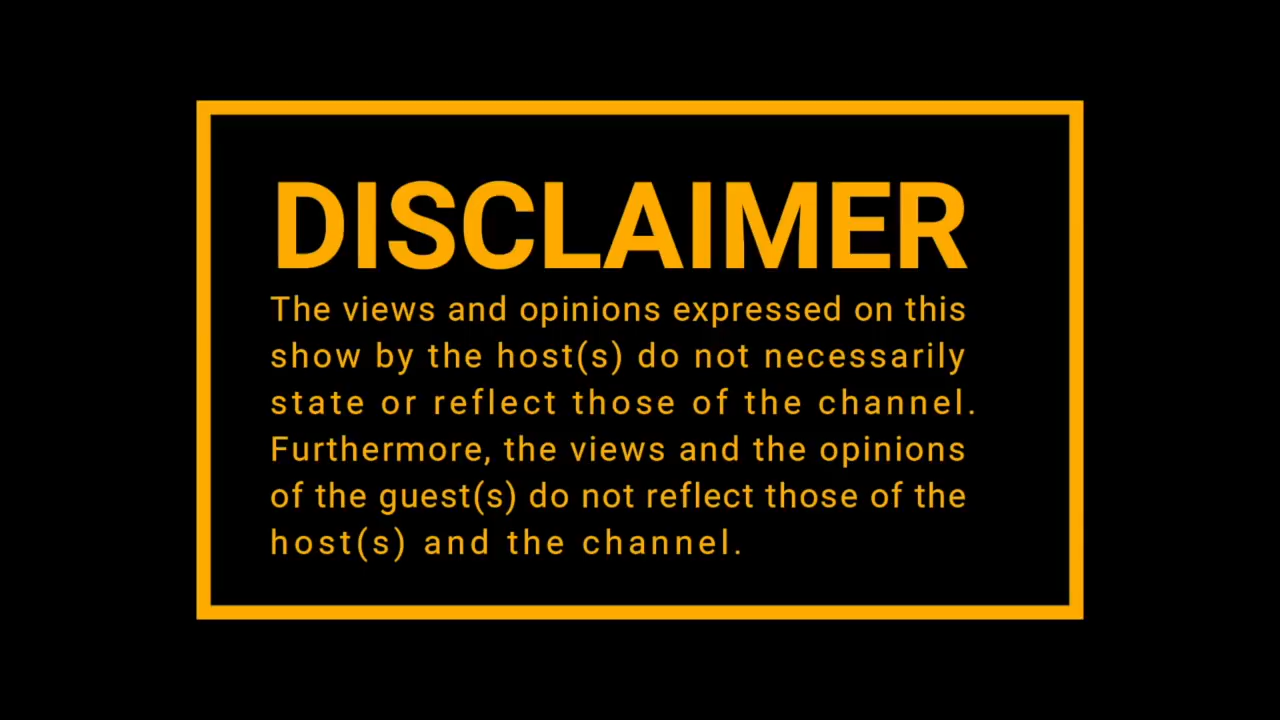 DISCLAIMER
The views and opinions expressed on this
show by the host(s) do not necessarily
state or reflect those of the channel.
Furthermore, the views and the opinions
of the guest(s) do not reflect those of the
host(s) and the channel.